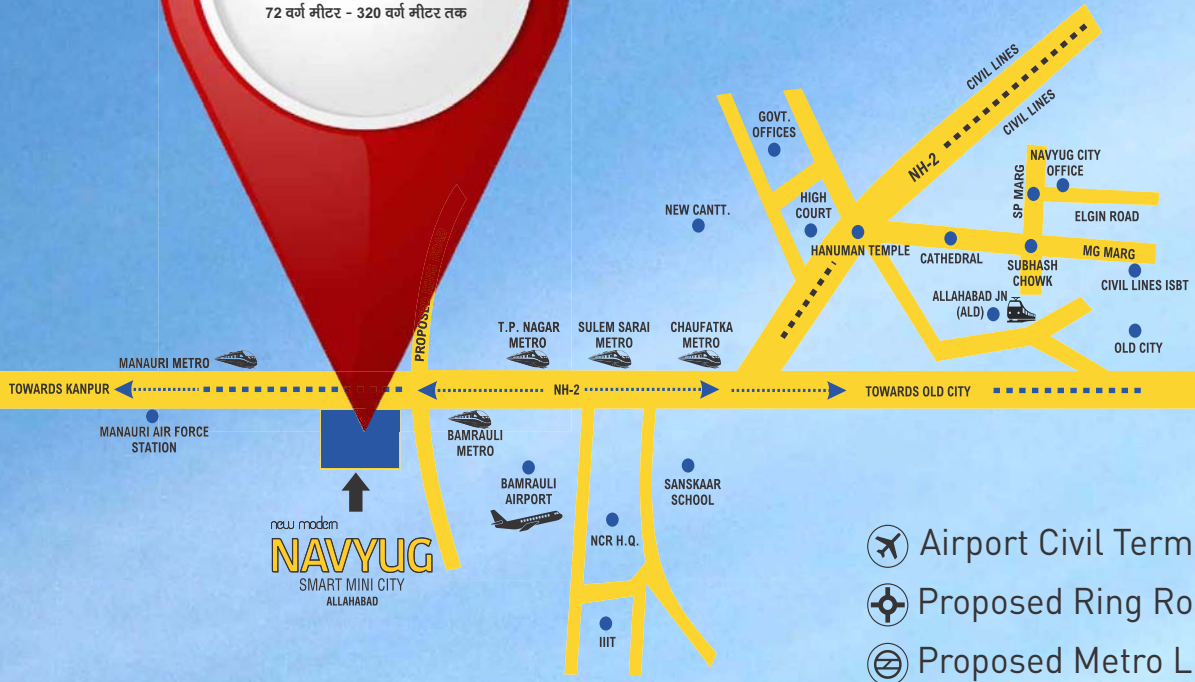 72 वर्ग मीटर - 320 वर्ग मीटर तक
CIVIL LINES
CIVIL LINES
NH-2
GOVT.
OFFICES
NAVYUG CITY
OFFICE
SP MARG
ELGIN ROAD
NEW CANTT.
HIGH
COURT
HANUMAN TEMPLE
CATHEDRAL
SUBHASH
CHOWK
MG MARG
CIVIL LINES ISBT
ALLAHABAD JN
(ALD)
OLD CITY
PROPOSED
T.P. NAGAR
METRO
SULEM SARAI
METRO
CHAUFATKA
METRO
MANAURI METRO
TOWARDS KANPUR
NH-2
TOWARDS OLD CITY
MANAURI AIR FORCE
STATION
BAMRAULI
METRO
BAMRAULI
AIRPORT
SANSKAAR
SCHOOL
NCR H.Q.
IIIT
new modern
NAVYUG
SMART MINI CITY
ALLAHABAD
Airport Civil Term
Proposed Ring Ro
Proposed Metro L